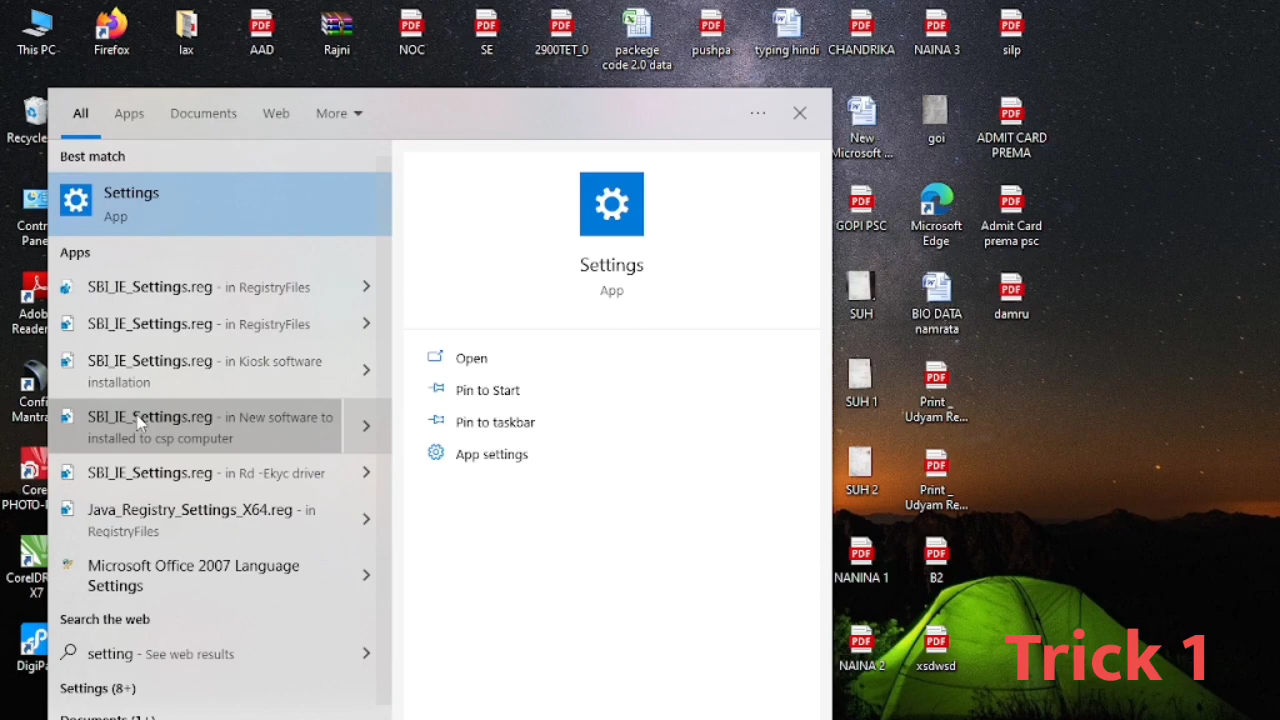 This PC
Firefox
lax
AAD
Rajni
NOC
SE
2900TET_0
packege
code 2.0 data
pushpa
typing hindi
CHANDRIKA
NAINA 3
silp
All
Apps
Documents
Web
More
Best match
Settings
App
Apps
SBI_IE_Settings.reg - in RegistryFiles
SBI_IE_Settings.reg - in RegistryFiles
SBI_IE_Settings.reg - in Kiosk software
installation
SBI_IE_Settings.reg - in New software to
installed to csp computer
SBI_IE_Settings.reg - in Rd -Ekyc driver
Java_Registry_Settings_X64.reg - in
RegistryFiles
Microsoft Office 2007 Language
Settings
Search the web
setting - See web results
Settings (8+)
Settings
App
Open
Pin to Start
Pin to taskbar
App settings
Recycle
Contr
Pane
Adob
Reader
Confi
Mantra
Core
PHOTO-P
CorelDR
X7
DigiPa
New
Microsoft ...
goi
ADMIT CARD
PREMA
GOPI PSC
Microsoft
Edge
Admit Card
prema psc
SUH
BIO DATA
namrata
damru
SUH 1
Print _
Udyam Re...
SUH 2
Print _
Udyam Re...
NANINA 1
B2
NAINA 2
xsdwsd
Trick 1